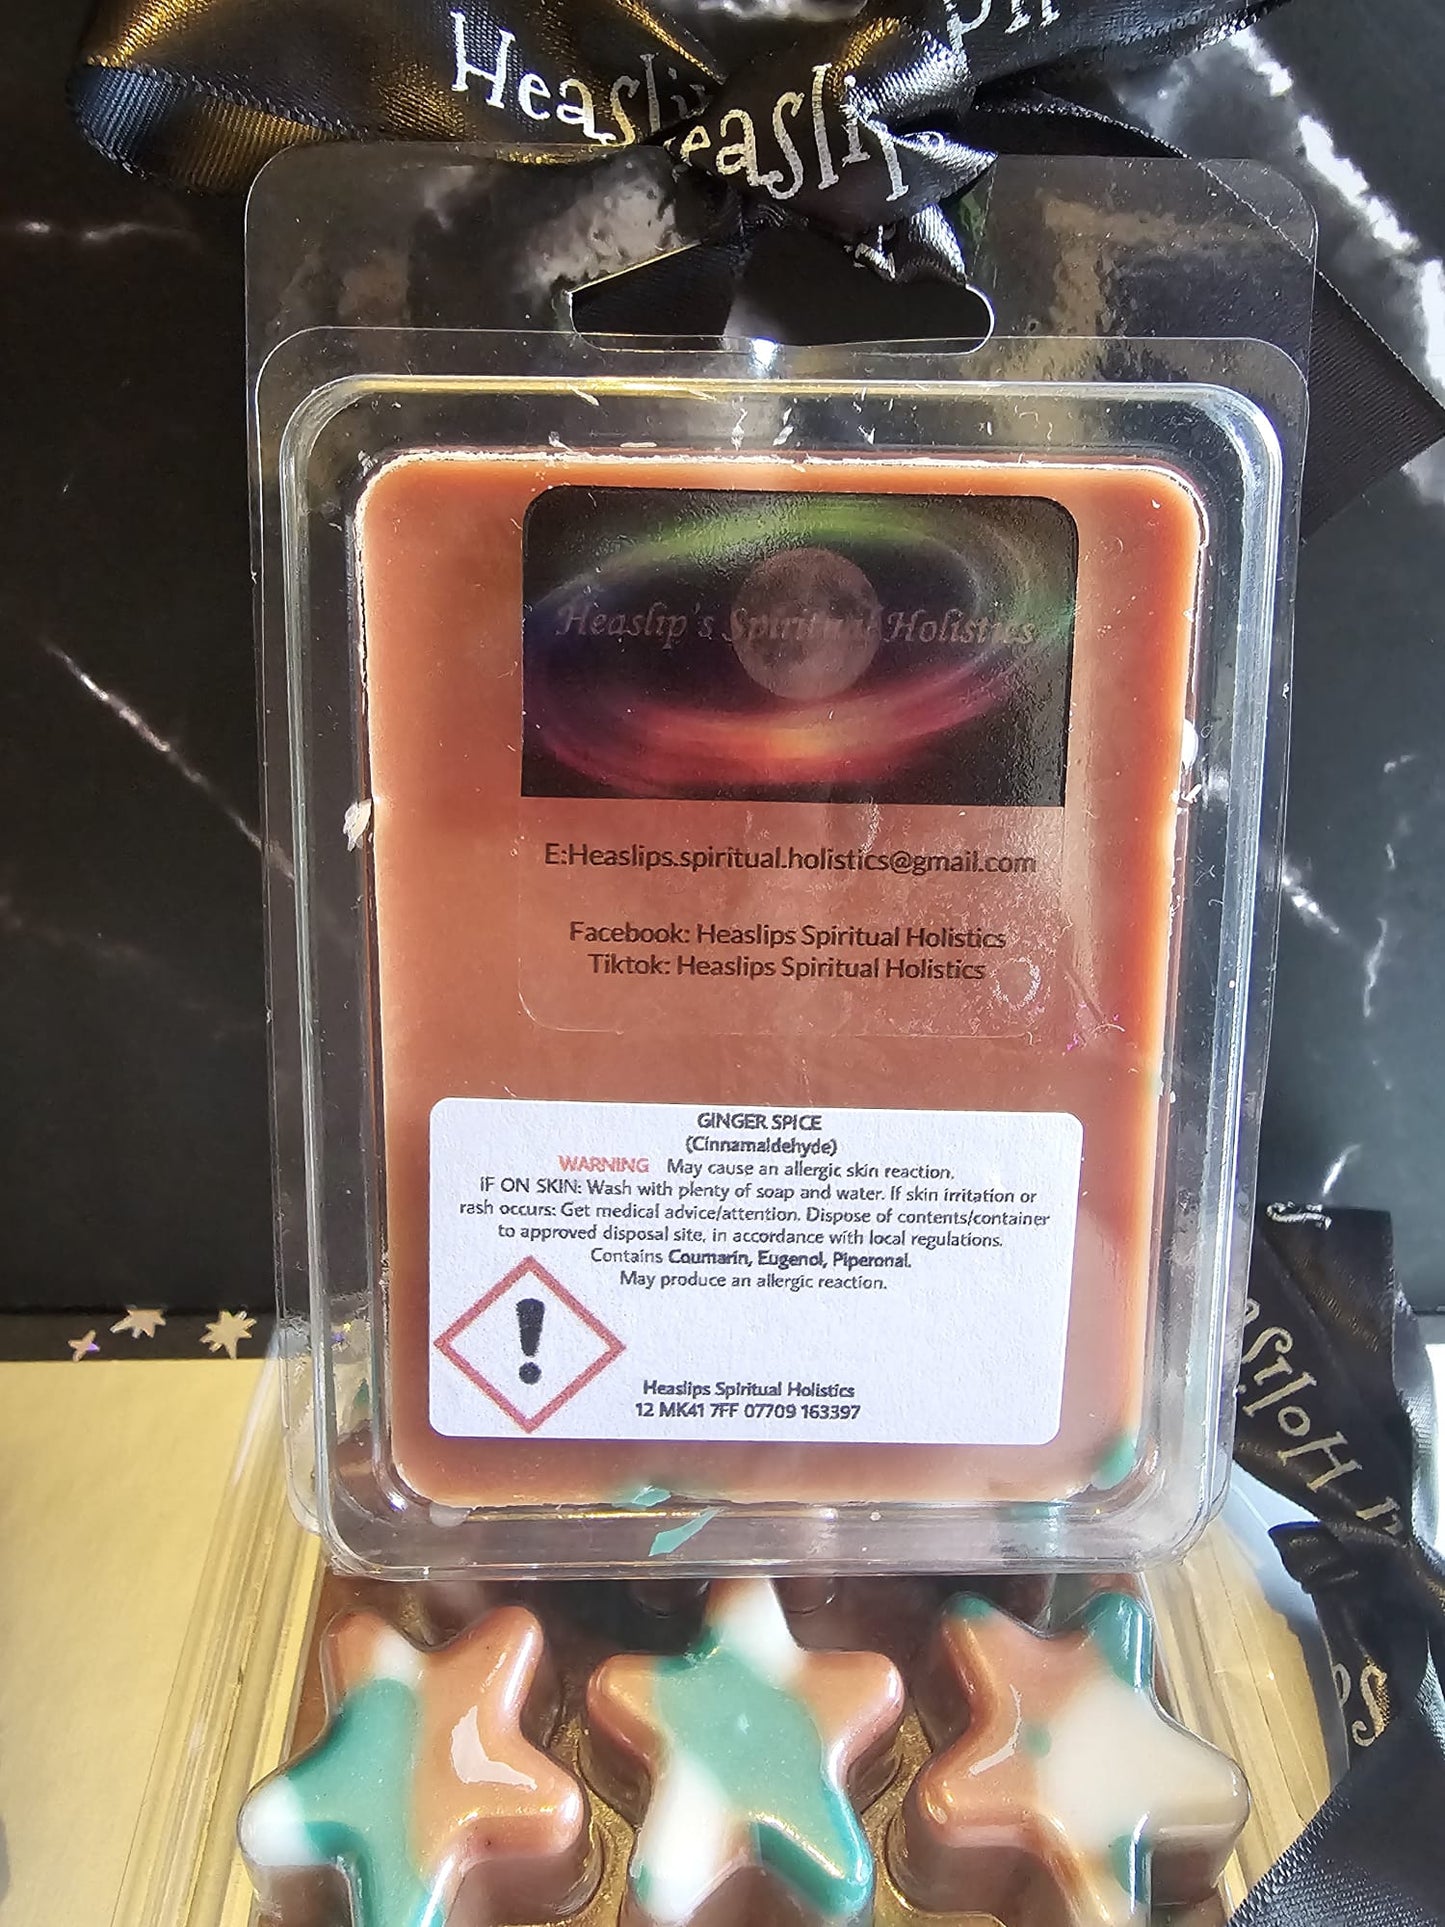 Heaslip
Heaslip's Spiritual Holistics
E:Heaslips.spiritual.holistics@gmail.com
Facebook: Heaslips Spiritual Holistics
Tiktok: Heaslips Spiritual Holistics
GINGER SPICE
(Cinnamaldehyde)
WARNING May cause an allergic skin reaction.
IF ON SKIN: Wash with plenty of soap and water. If skin irritation or
rash occurs: Get medical advice/attention. Dispose of contents/container
to approved disposal site, in accordance with local regulations.
Contains Coumarin, Eugenol, Piperonal.
May produce an allergic reaction.
Heaslips Spiritual Holistics
12 MK41 7FF 07709 163397